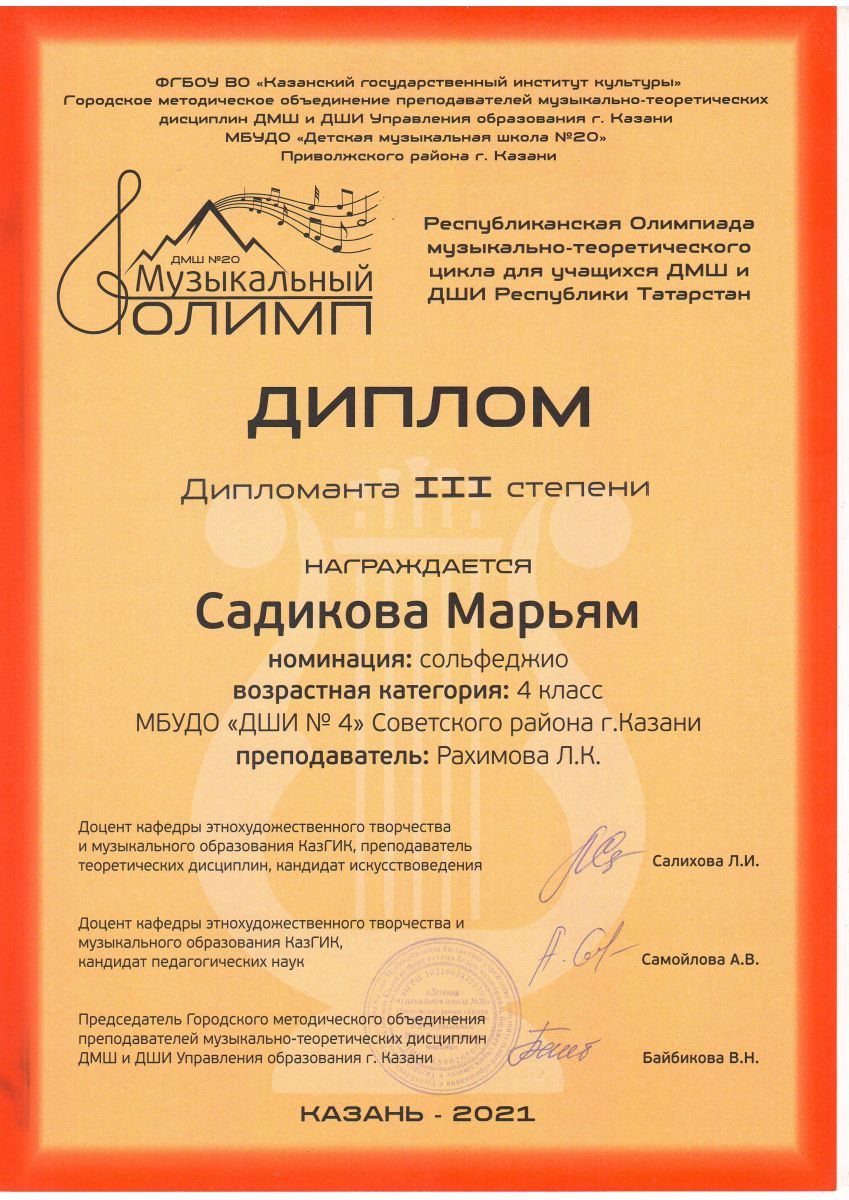 ФГБОУ ВО «Казанский государственный институт культуры»
Городское методическое объединение преподавателей музыкально-теоретических
дисциплин ДМШ и ДШИ Управления образования г. Казани
МБУДО «Детская музыкальная школа №20»
Приволжского района г. Казани
ДМШ №20
Музыкальный
ОЛИМП
Республиканская Олимпиада
музыкально-теоретического
цикла для учащихся ДМШ и
ДШИ Республики Татарстан
ДИПЛОМ
Дипломанта III степени
НАГРАЖДАЕТСЯ
Садикова Марьям
номинация: сольфеджио
возрастная категория: 4 класс
МБУДО «ДШИ № 4» Советского района г.Казани
преподаватель: Рахимова Л.К.
Доцент кафедры этнохудожественного творчества
и музыкального образования КазГИК, преподаватель
теоретических дисциплин, кандидат искусствоведения
Салихова Л.И.
Доцент кафедры этнохудожественного творчества и
музыкального образования КазГИК,
кандидат педагогических наук
Самойлова А.В.
Председатель Городского методического объединения
преподавателей музыкально-теоретических дисциплин
ДМШ и ДШИ Управления образования г. Казани
Байбикова В.Н.
КАЗАНЬ - 2021